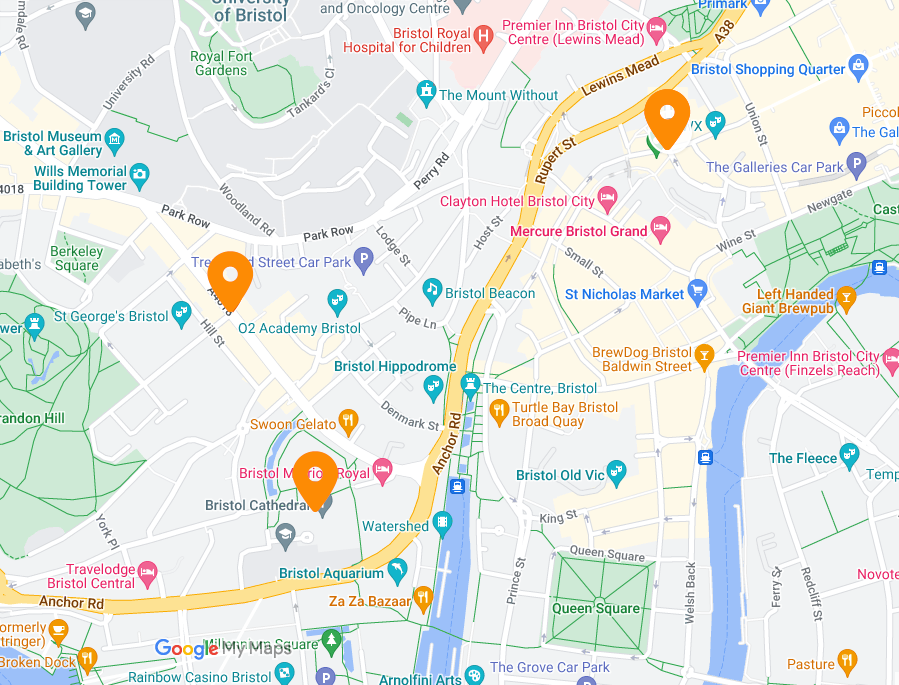 University
of Bristol
and Oncology Centre
Primark
Premier Inn Bristol City
Centre (Lewins Mead)
A38
Bristol Royal
Hospital for Children
Royal Fort
Gardens
University Rd
Tankard's Cl
Lewins Mead
Bristol Shopping Quarter
The Mount Without
Union St
Piccol
The Gal
Bristol Museum
& Art Gallery
Rupert St
Perry Rd
The Galleries Car Park
Wills Memorial
Building Tower
4018
Woodland Rd
Park Row
Park Row
Clayton Hotel Bristol City
Newgate
Cast
Lodge St
Host St
Mercure Bristol Grand
Wine St
Berkeley
Square
abeth's
Street Car Park
Small St
A4018
Bristol Beacon
St Nicholas Market
Left Handed
Giant Brewpub
St George's Bristol
Pipe Ln
O2 Academy Bristol
Hill St
ower
BrewDog Bristol
Baldwin Street
Premier Inn Bristol City
Centre (Finzels Reach)
Bristol Hippodrome
The Centre, Bristol
randon Hill
Denmark St
Turtle Bay Bristol
Broad Quay
Swoon Gelato
Anchor Rd
The Fleece
Bristol Royal
Bristol Old Vic
Temp
Bristol Cathedral
York Pl
Watershed
King St
Queen Square
Travelodge
Bristol Central
Bristol Aquarium
Prince St
Welsh Back
Ferry St
Redcliff St
Novote
Anchor Rd
Za Za Bazaar
Queen Square
ormerly
tringer)
Millennium Square
Google My Maps
Broken Dock
Rainbow Casino Bristol
Arnolfini Arts
The Grove Car Park
Pasture